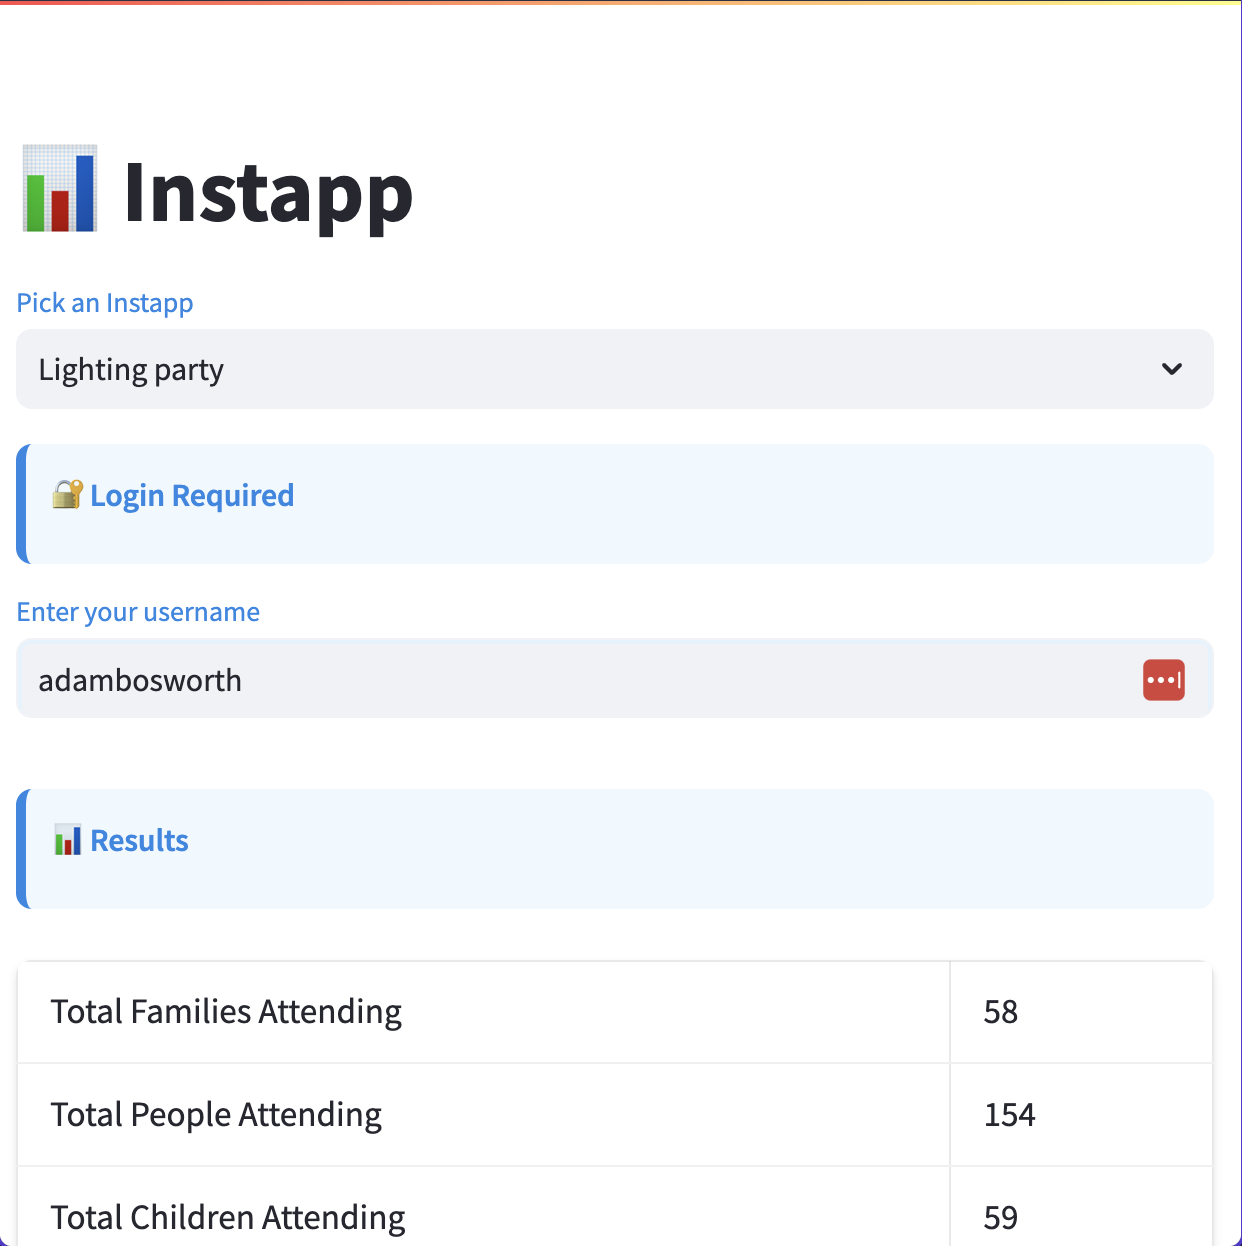 Instapp
Pick an Instapp
Lighting party
Login Required
Enter your username
adambosworth
Results
Total Families Attending 58
Total People Attending 154
Total Children Attending 59